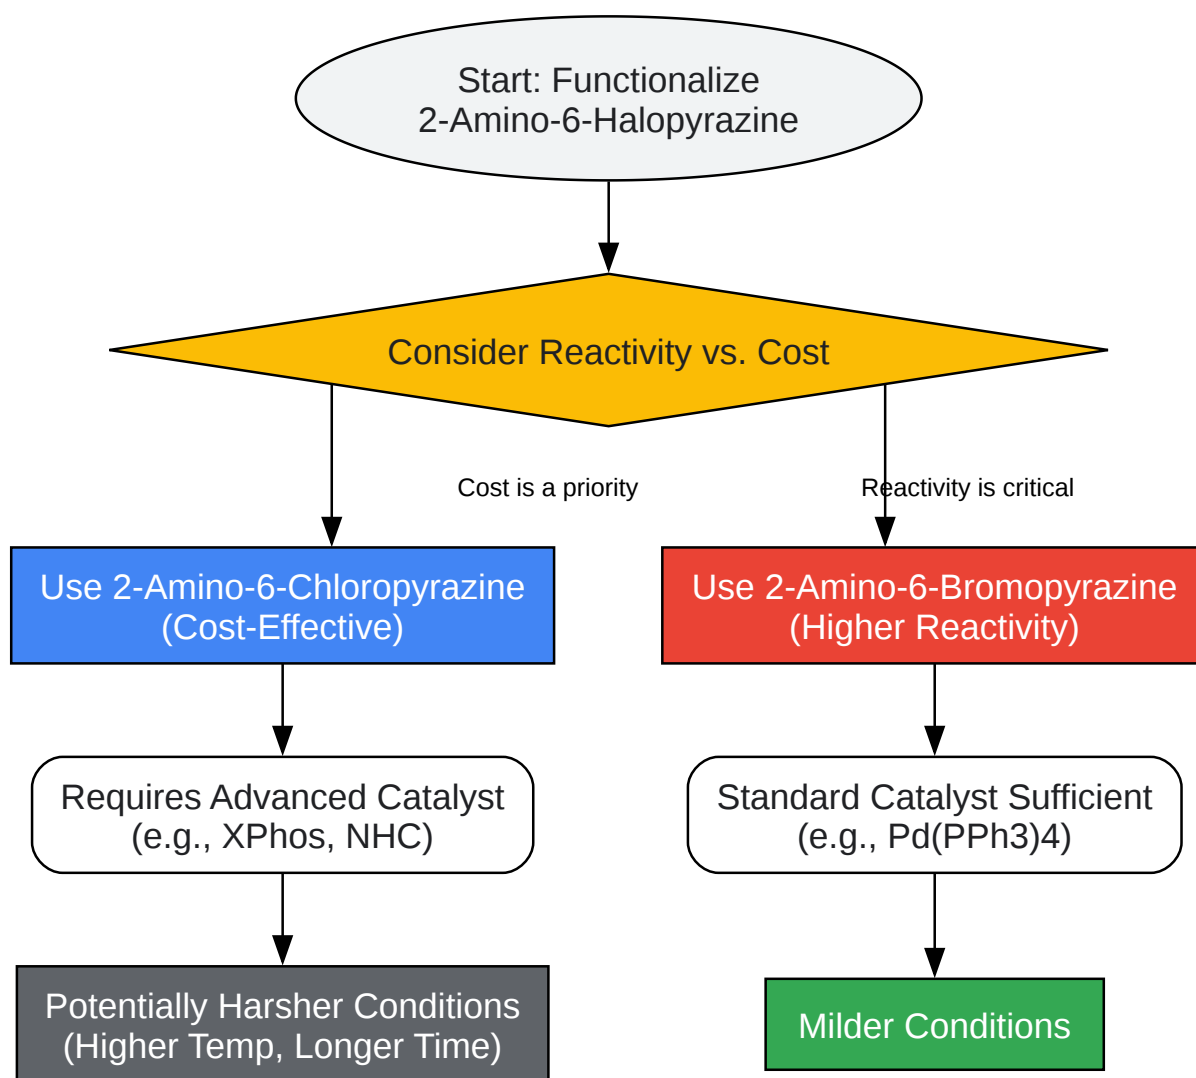 Start: Functionalize
2-Amino-6-Halopyrazine
Consider Reactivity vs. Cost
Cost is a priority
Reactivity is critical
Use 2-Amino-6-Chloropyrazine
(Cost-Effective)
Use 2-Amino-6-Bromopyrazine
(Higher Reactivity)
Requires Advanced Catalyst
(e.g., XPhos, NHC)
Standard Catalyst Sufficient
(e.g., Pd(PPh3)4)
Potentially Harsher Conditions
(Higher Temp, Longer Time)
Milder Conditions